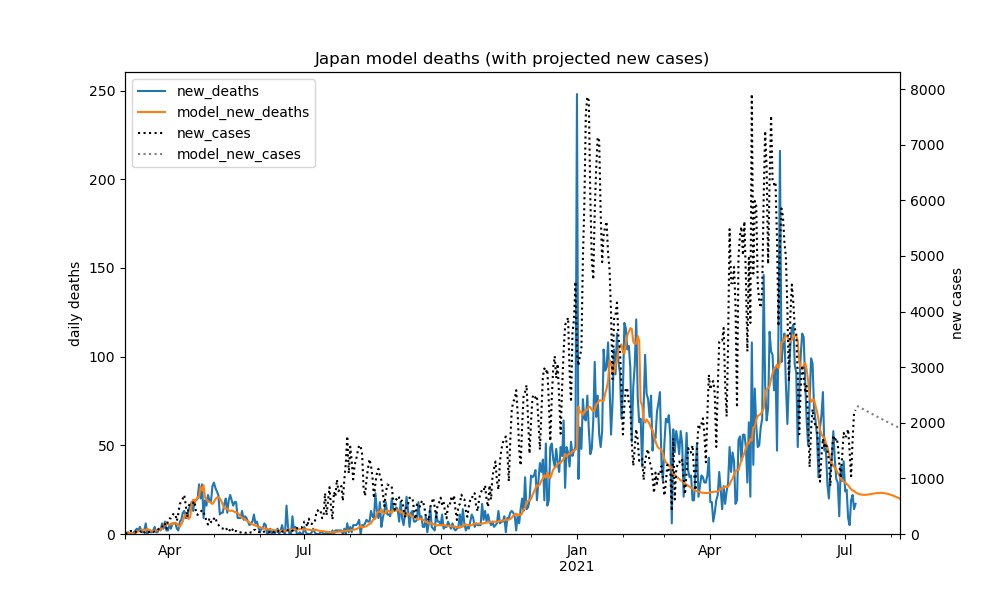 Japan model deaths (with projected new cases)
new_deaths
model_new_deaths
new_cases
model_new_cases
daily deaths
250
200
150
100
50
0
8000
7000
6000
5000
4000
3000
2000
1000
0
new cases
Apr Jul Oct Jan Apr Jul
2021